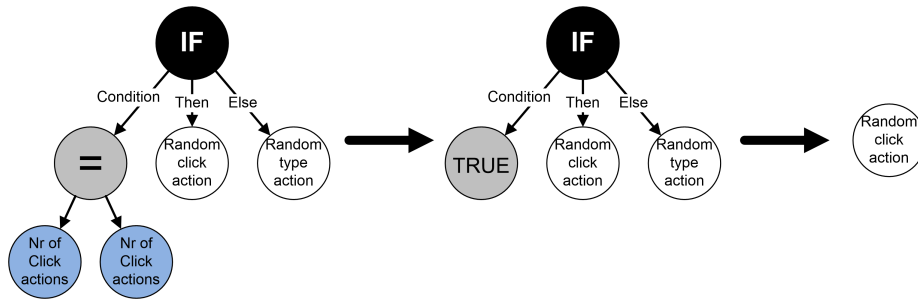 IF
Condition
Then
Else
=
Random
click
action
Random
type
action
Nr of
Click
actions
Nr of
Click
actions
IF
Condition
Then
Else
TRUE
Random
click
action
Random
type
action
Random
click
action